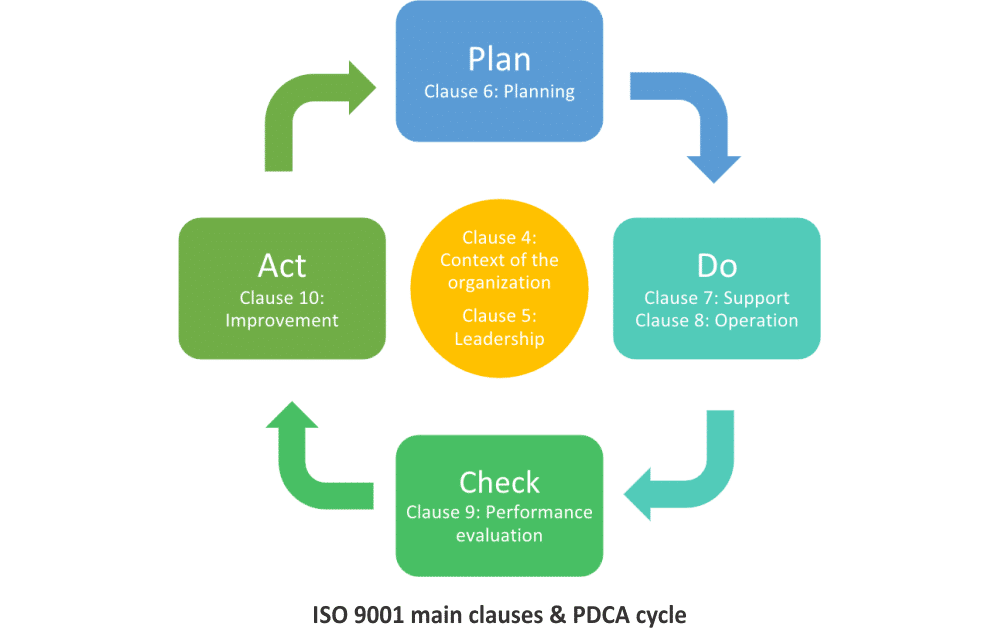 Plan
Clause 6: Planning
Act
Clause 10:
Improvement
Clause 4:
Context of the
organization
Clause 5:
Leadership
Do
Clause 7: Support
Clause 8: Operation
Check
Clause 9: Performance
evaluation
ISO 9001 main clauses & PDCA cycle